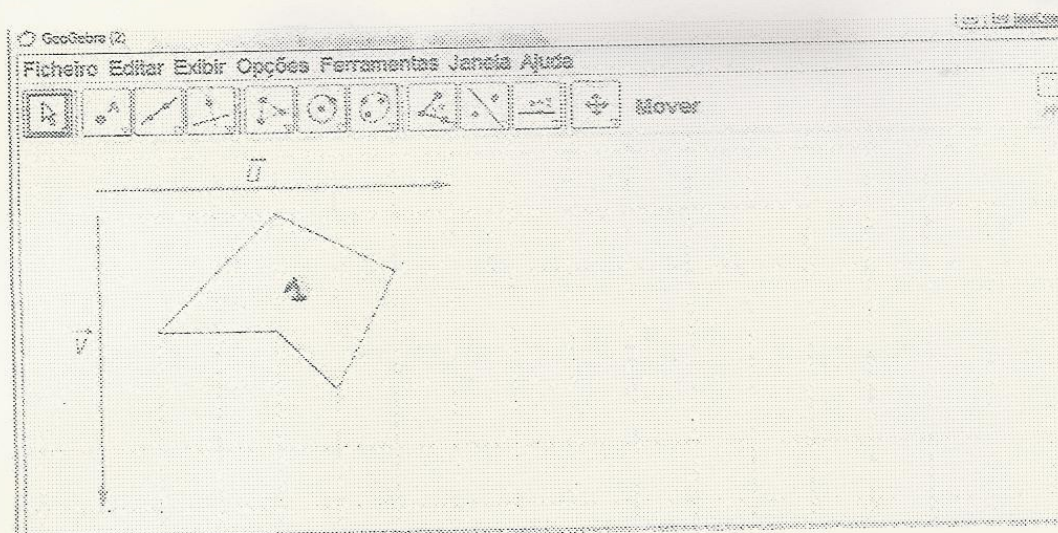 GeoGebra (2)
Ficheiro Editar Exibir Opções Ferramentas Janela Ajuda
Mover
u
A
v